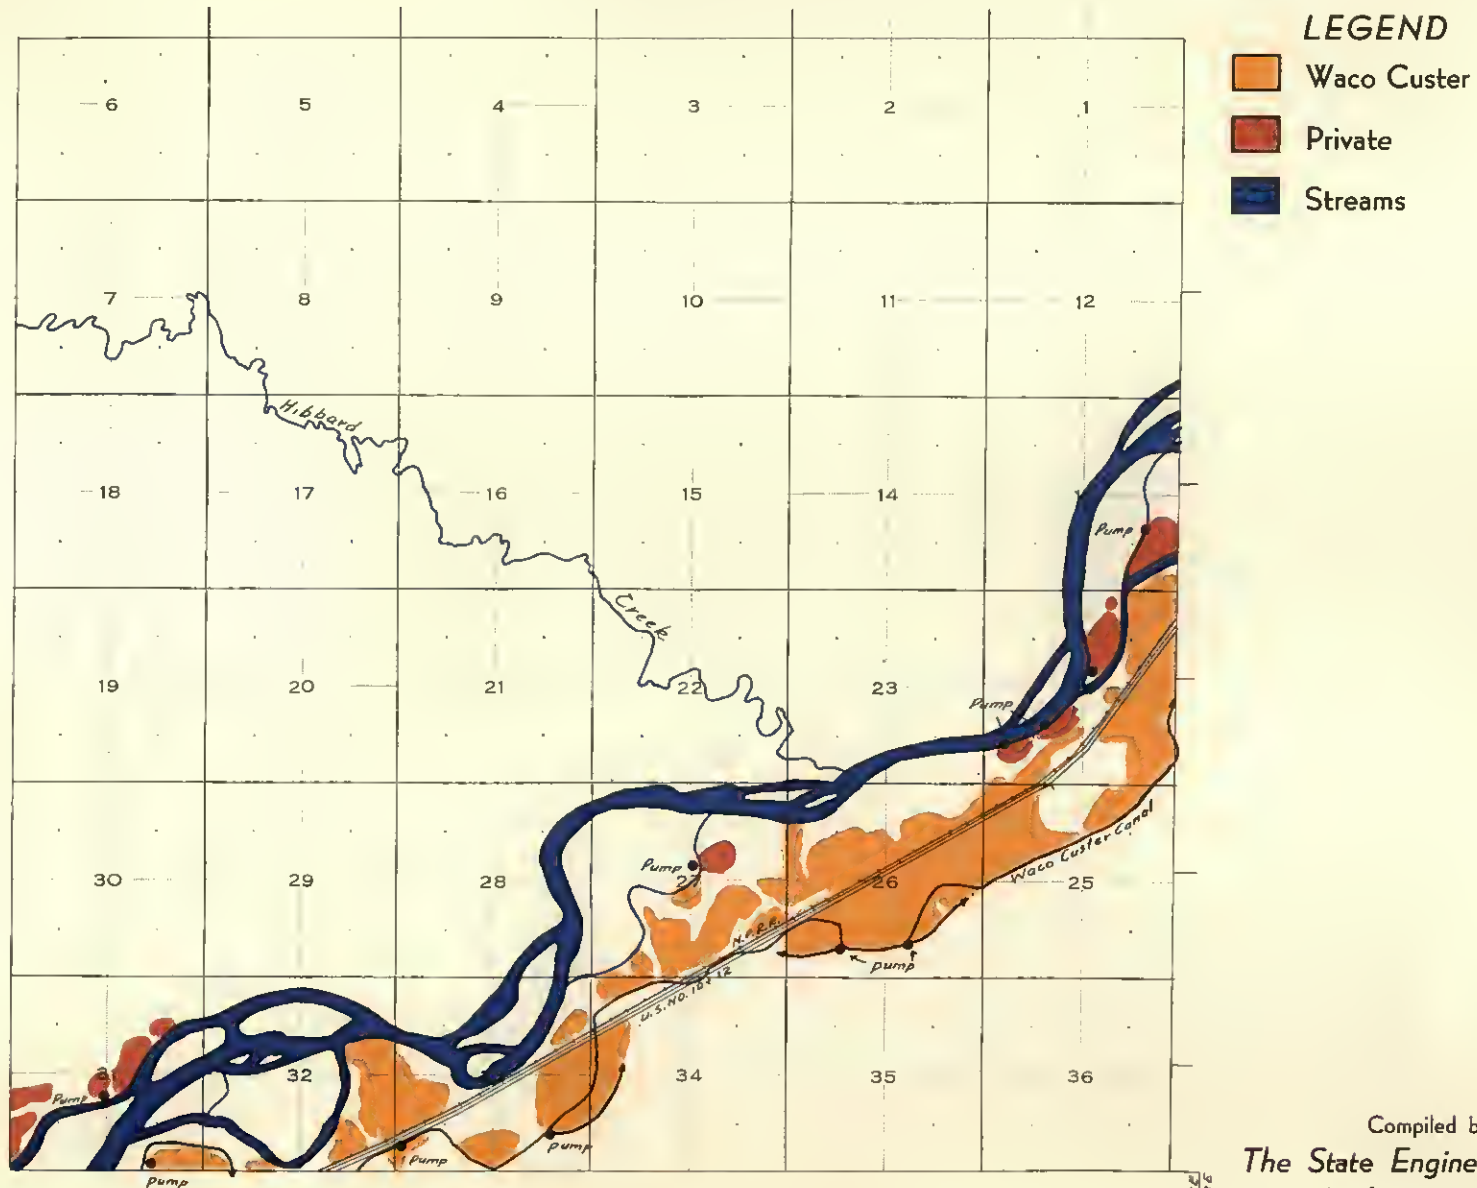 LEGEND
Waco Custer
Private
Streams
6 5 4 3 2 1
7 8 9 10 11 12
Hibbard
18 17 16 15 14
Pump
Creek
19 20 21 22 23
Pump
Waco Custer Canal
Pump
30 29 28 27 26 25
N.P.R.R.
pump
U.S. NO. 10 & 12
31 32 34 35 36
Pump
Pump
pump
pump
Compiled b
The State Engine